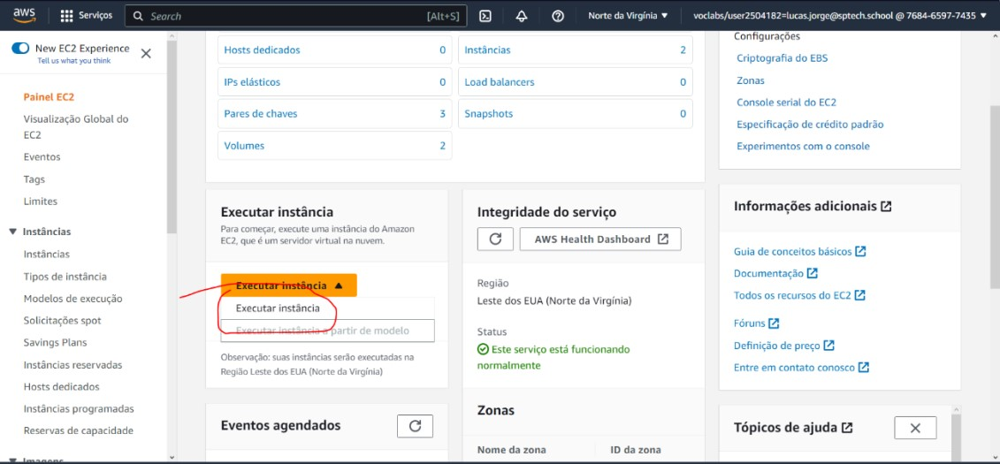 aws
Serviços
Search
[Alt+S]
Norte da Virgínia
voclabs/user2504182=lucas.jorge@sptech.school @ 7684-6597-7435
New EC2 Experience
Tell us what you think
Painel EC2
Visualização Global do
EC2
Eventos
Tags
Limites
Instâncias
Instâncias
Tipos de instância
Modelos de execução
Solicitações spot
Savings Plans
Instâncias reservadas
Hosts dedicados
Instâncias programadas
Reservas de capacidade
Imagens
Hosts dedicados 0
Instâncias 2
IPs elásticos 0
Load balancers 0
Pares de chaves 3
Snapshots 0
Volumes 2
Executar instância
Para começar, execute uma instância do Amazon
EC2, que é um servidor virtual na nuvem.
Executar instância
Executar instância
Executar instância a partir de modelo
Observação: suas instâncias serão executadas na
Região Leste dos EUA (Norte da Virgínia)
Eventos agendados
Integridade do serviço
AWS Health Dashboard
Região
Leste dos EUA (Norte da Virgínia)
Status
Este serviço está funcionando
normalmente
Zonas
Nome da zona
ID da zona
Configurações
Criptografia do EBS
Zonas
Console serial do EC2
Especificação de crédito padrão
Experimentos com o console
Informações adicionais
Guia de conceitos básicos
Documentação
Todos os recursos do EC2
Fóruns
Definição de preço
Entre em contato conosco
Tópicos de ajuda